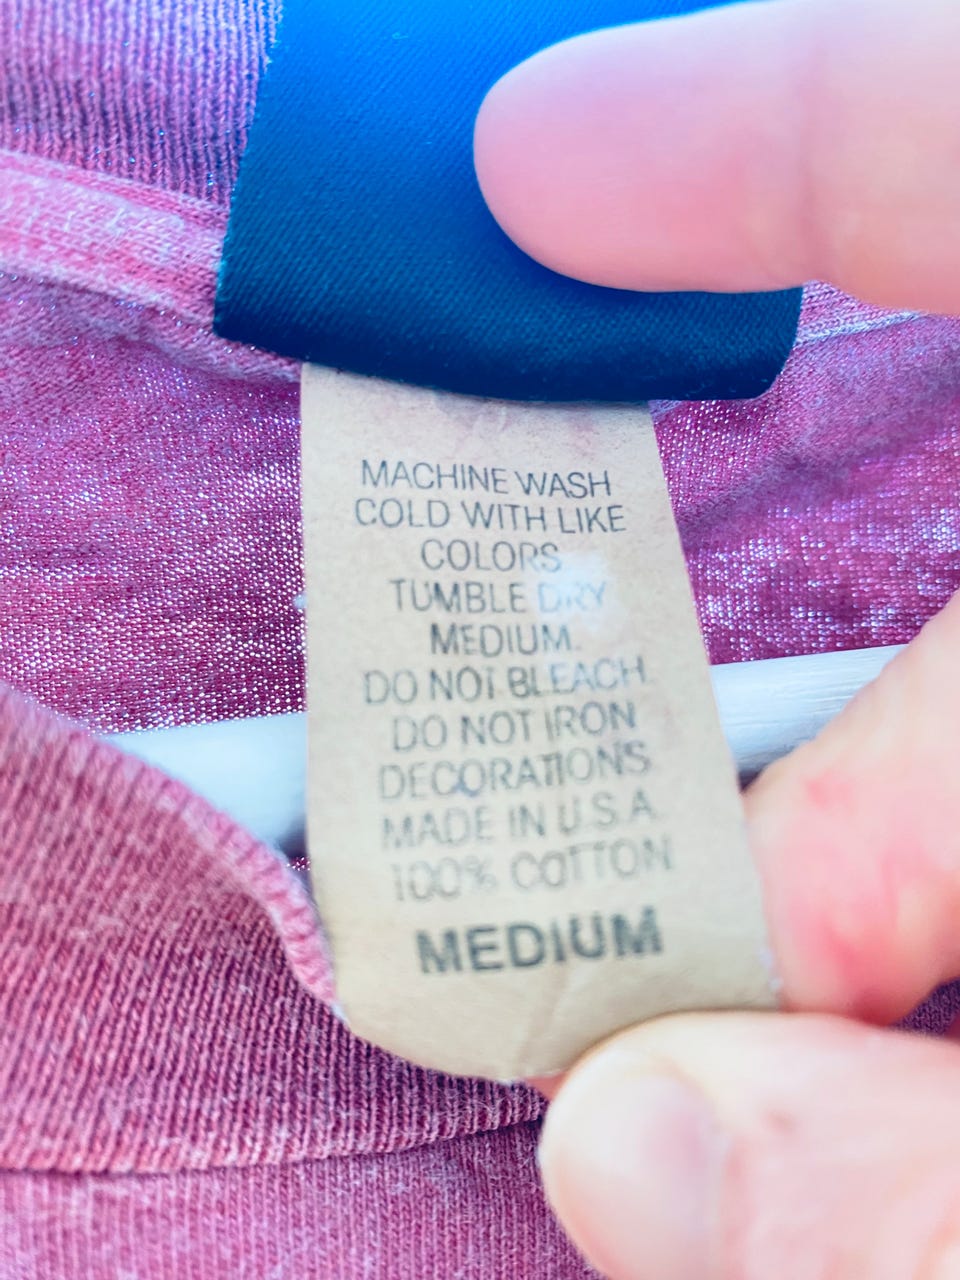 MACHINE WASH
COLD WITH LIKE
COLORS
TUMBLE DRY
MEDIUM.
DO NOT BLEACH.
DO NOT IRON
DECORATIONS
MADE IN U.S.A.
100% COTTON
MEDIUM